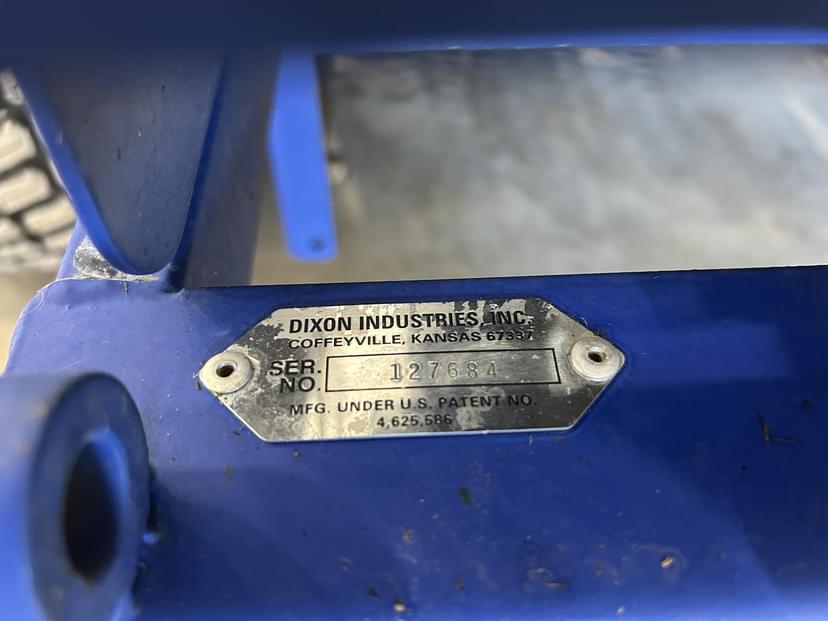 DIXON INDUSTRIES, INC.
COFFEYVILLE, KANSAS 67337
SER. NO. 127684
MFG. UNDER U.S. PATENT NO.
4,625,586